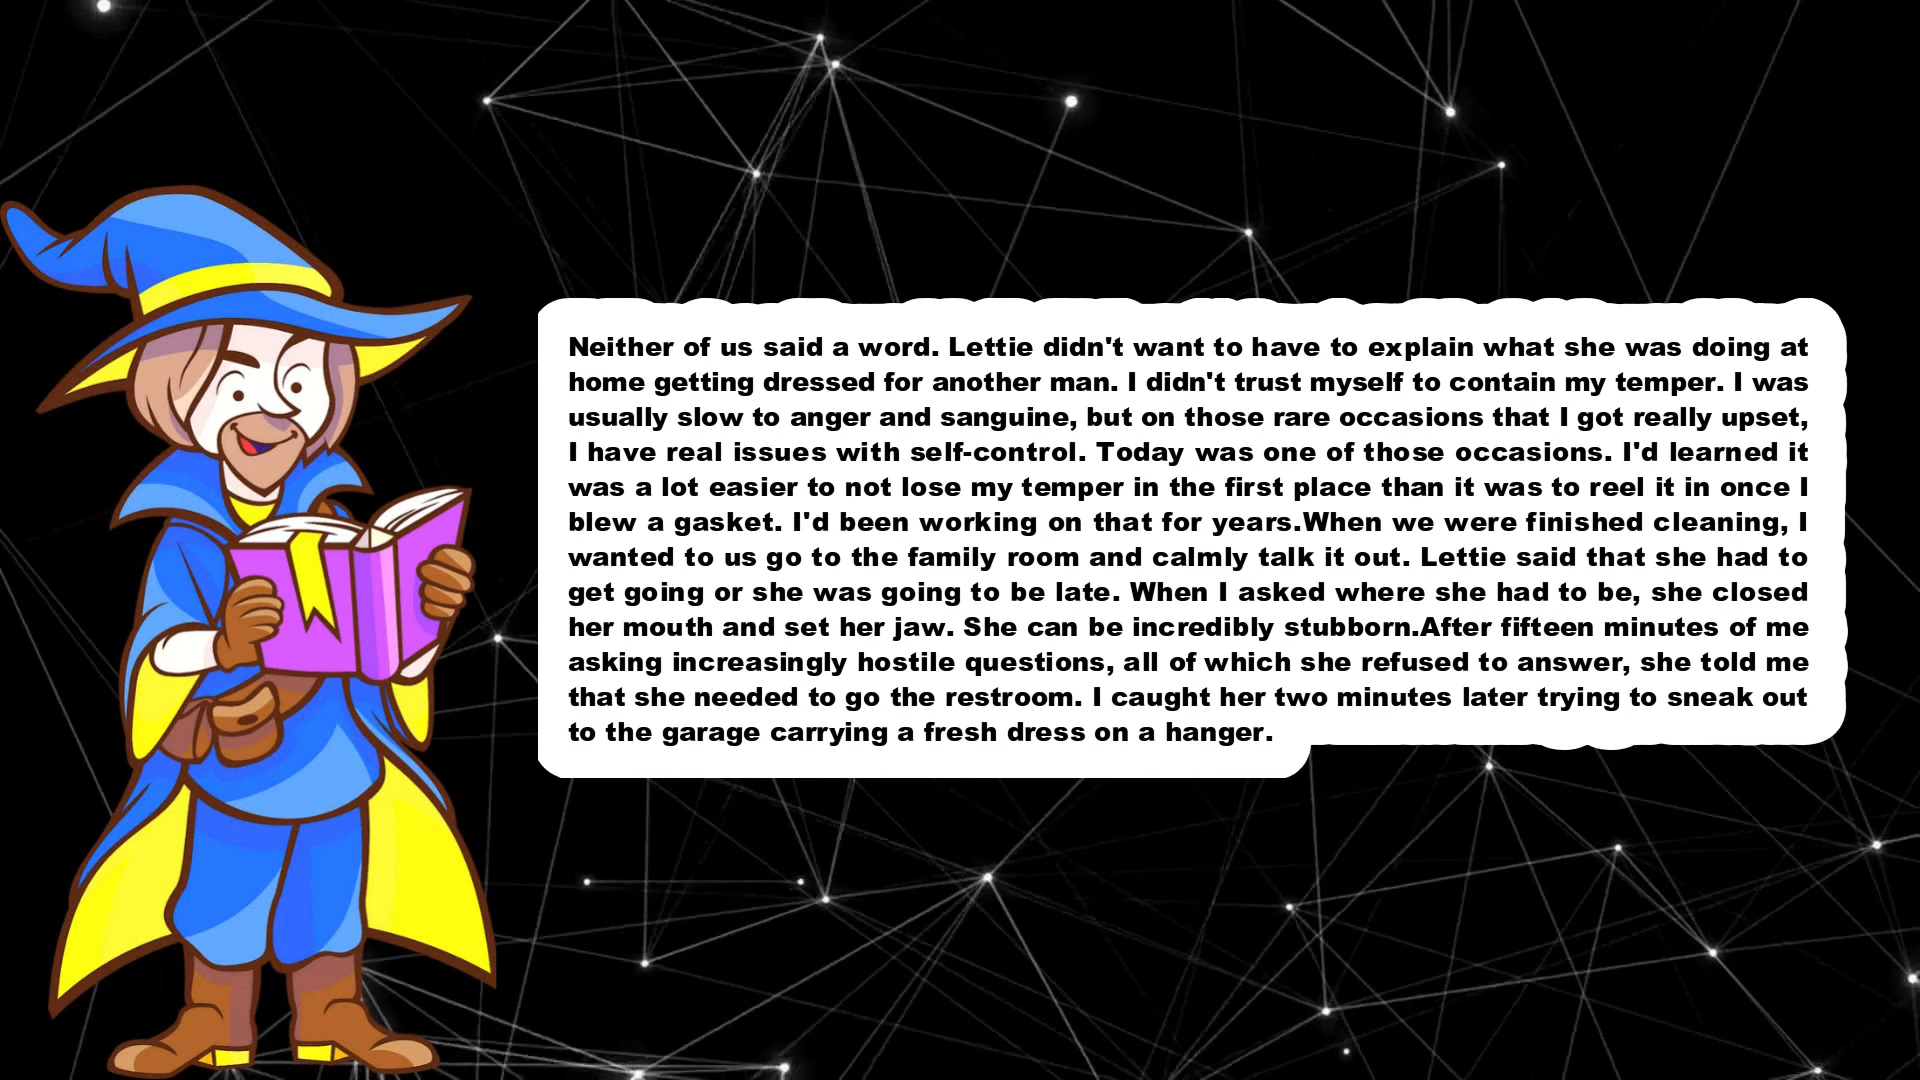 Neither of us said a word. Lettie didn't want to have to explain what she was doing at
home getting dressed for another man. I didn't trust myself to contain my temper. I was
usually slow to anger and sanguine, but on those rare occasions that I got really upset,
I have real issues with self-control. Today was one of those occasions. I'd learned it
was a lot easier to not lose my temper in the first place than it was to reel it in once I
blew a gasket. I'd been working on that for years.When we were finished cleaning, I
wanted to us go to the family room and calmly talk it out. Lettie said that she had to
get going or she was going to be late. When I asked where she had to be, she closed
her mouth and set her jaw. She can be incredibly stubborn.After fifteen minutes of me
asking increasingly hostile questions, all of which she refused to answer, she told me
that she needed to go the restroom. I caught her two minutes later trying to sneak out
to the garage carrying a fresh dress on a hanger.